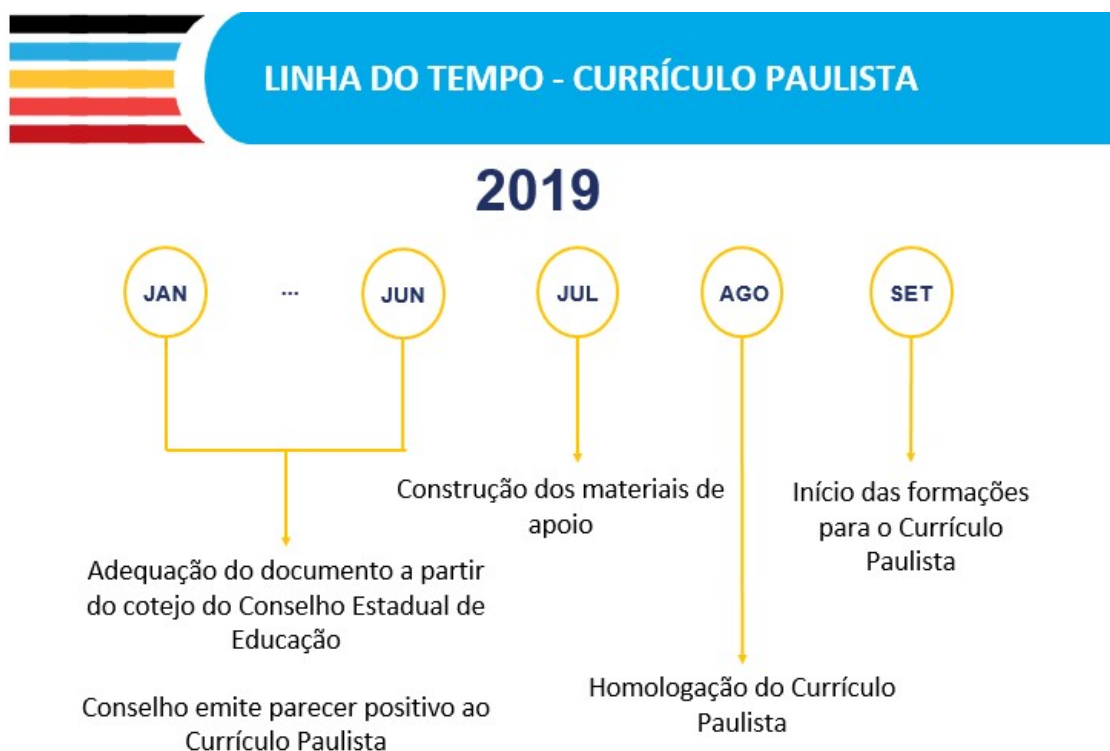 LINHA DO TEMPO - CURRÍCULO PAULISTA
2019
JAN ... JUN JUL AGO SET
Adequação do documento a partir
do cotejo do Conselho Estadual de
Educação
Conselho emite parecer positivo ao
Currículo Paulista
Construção dos materiais de
apoio
Homologação do Currículo
Paulista
Início das formações
para o Currículo
Paulista